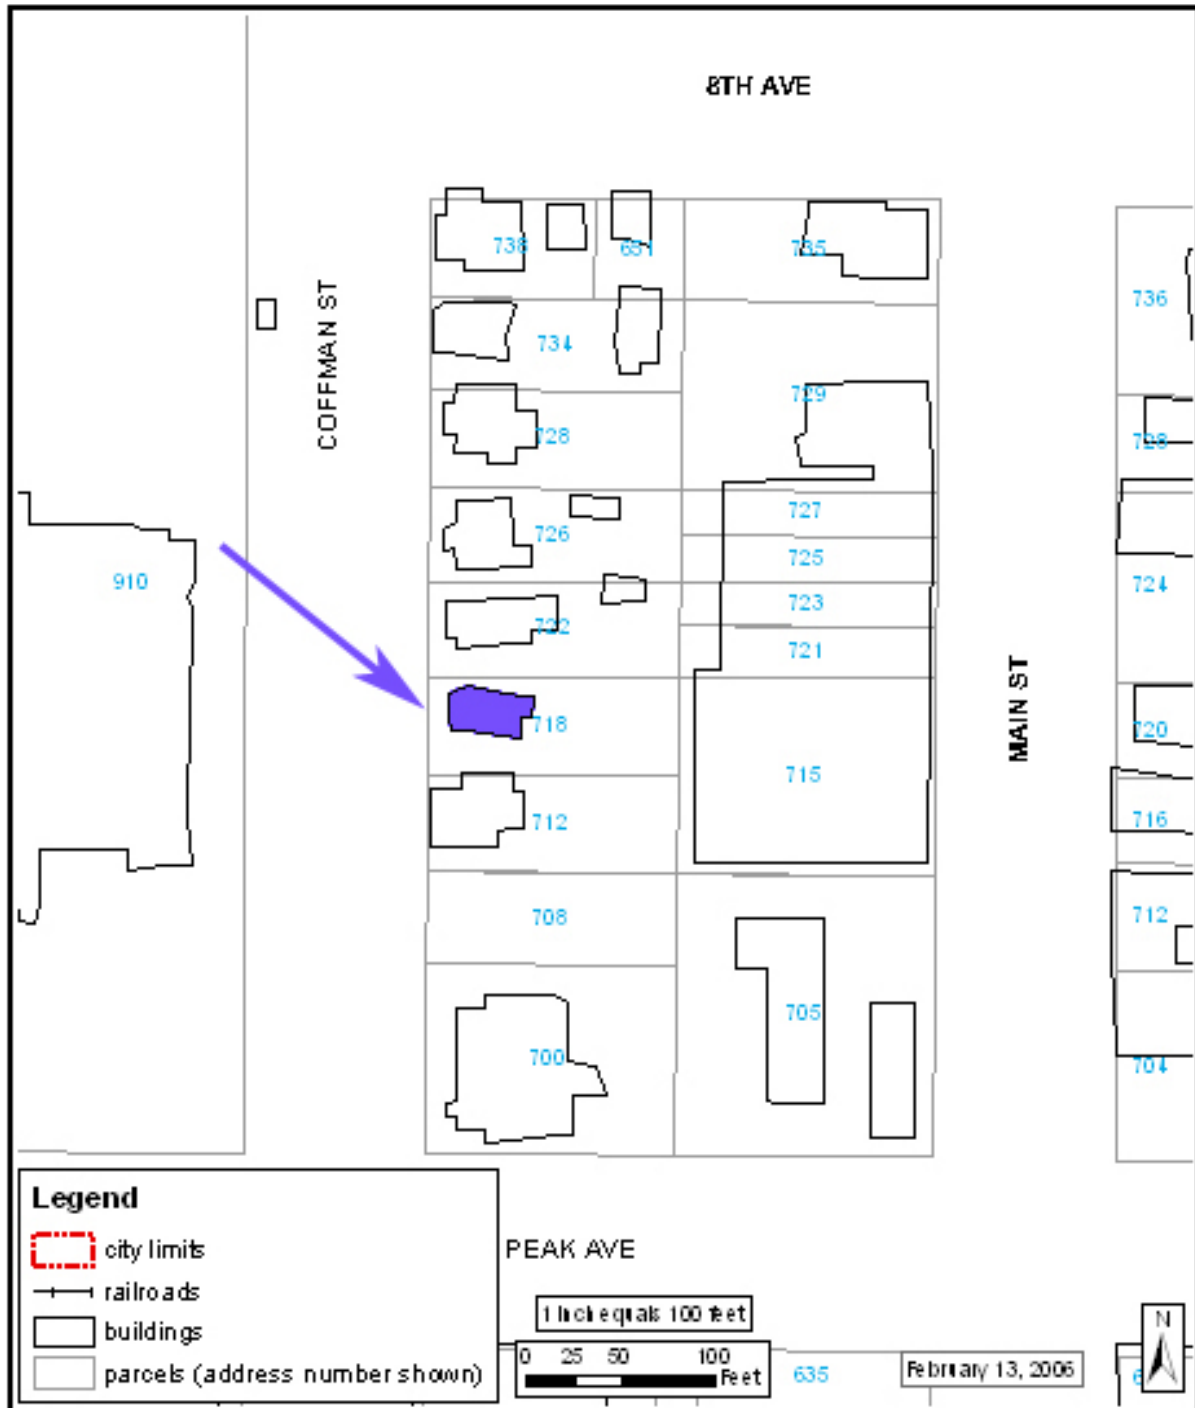 8TH AVE
738
651
735
736
COFFMAN ST
734
729
728
728
727
726
725
910
724
723
722
721
MAIN ST
718
720
715
712
716
708
712
705
700
704
Legend
city limits
railroads
buildings
parcels (address number shown)
PEAK AVE
1 inch equals 100 feet
0 25 50 100
Feet
635
February 13, 2006
N